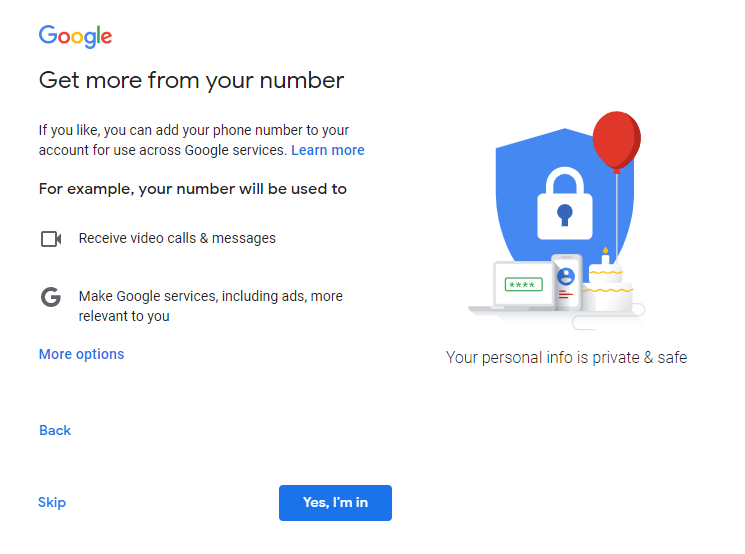 Google
Get more from your number
If you like, you can add your phone number to your
account for use across Google services. Learn more
For example, your number will be used to
Receive video calls & messages
G
Make Google services, including ads, more
relevant to you
More options
****
Your personal info is private & safe
Back
Skip
Yes, I'm in